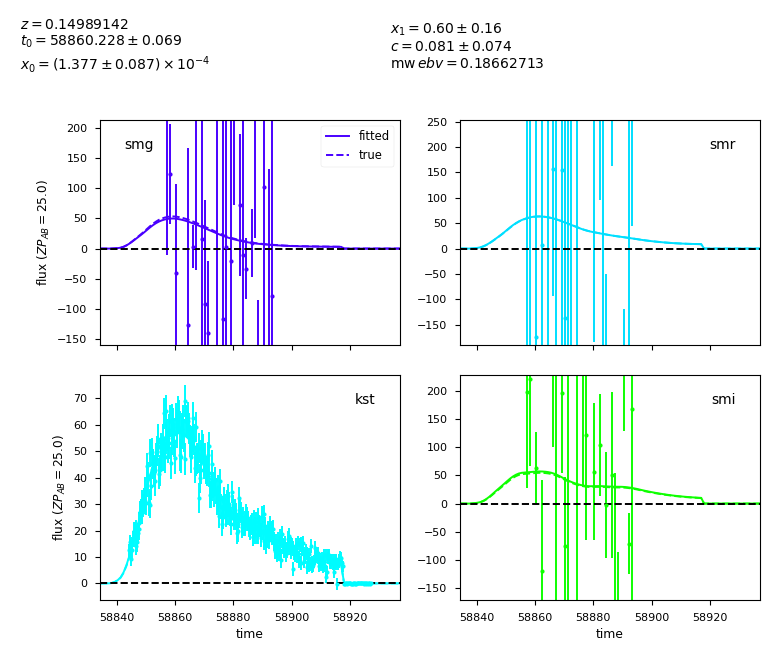 z = 0.14989142
t₀ = 58860.228 ± 0.069
x₀ = (1.377 ± 0.087) × 10⁻⁴
x₁ = 0.60 ± 0.16
c = 0.081 ± 0.074
mw ebv = 0.18662713
smg
fitted
true
200
150
100
50
0
−50
−100
−150
flux (ZP_AB = 25.0)
smr
250
200
150
100
50
0
−50
−100
−150
kst
70
60
50
40
30
20
10
0
flux (ZP_AB = 25.0)
58840 58860 58880 58900 58920
time
smi
200
150
100
50
0
−50
−100
−150
58840 58860 58880 58900 58920
time